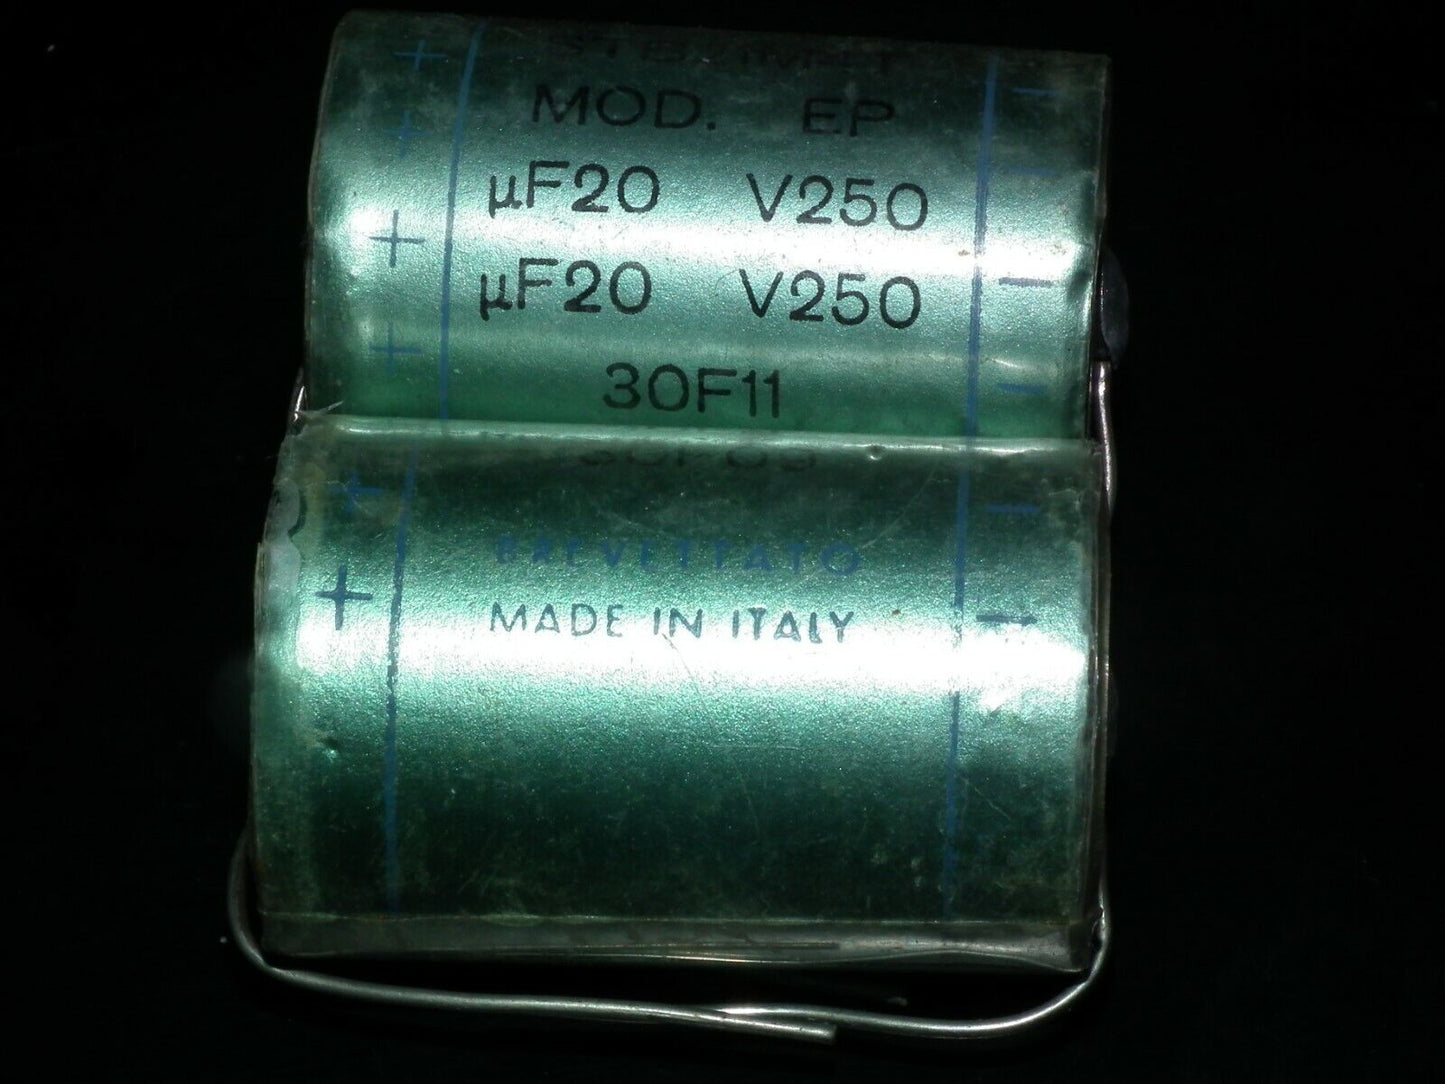 MOD. EP
µF20 V250
µF20 V250
30F11
BREVETTATO
MADE IN ITALY